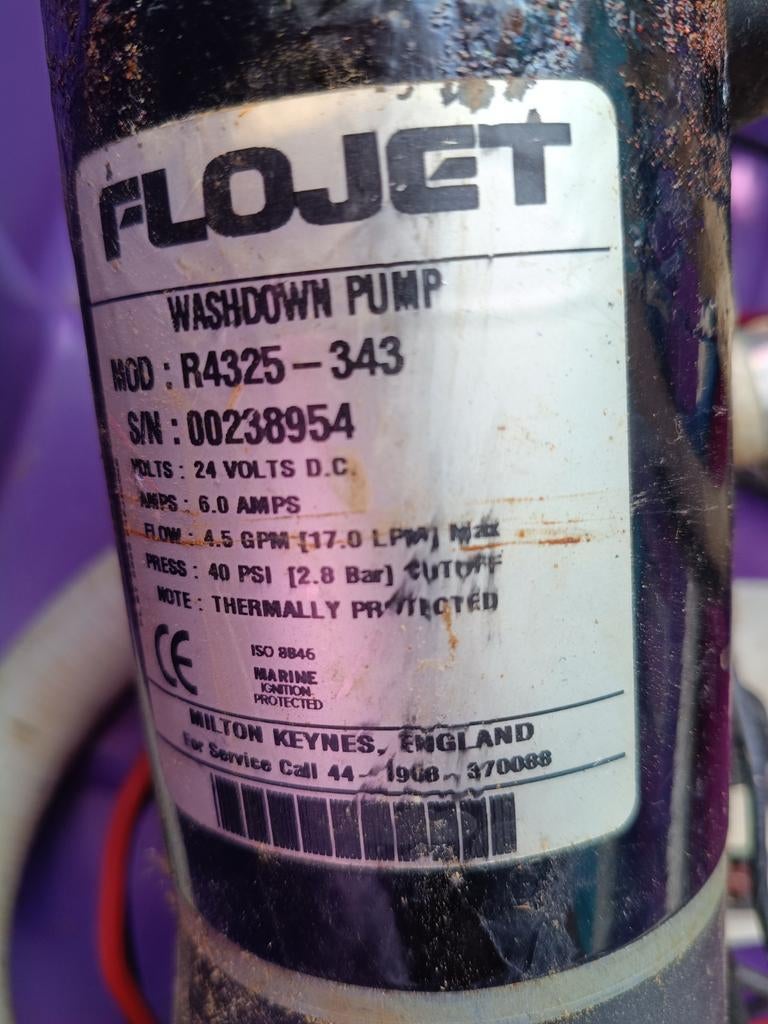 FLOJET
WASHDOWN PUMP
MOD : R4325-343
S/N : 00238954
VOLTS : 24 VOLTS D.C.
AMPS : 6.0 AMPS
FLOW : 4.5 GPM [17.0 LPM] Max
PRESS : 40 PSI [2.8 Bar] CUTOFF
NOTE : THERMALLY PROTECTED
CE
ISO 8846
MARINE
IGNITION
PROTECTED
MILTON KEYNES, ENGLAND
For Service Call 44 - 1908 - 370088